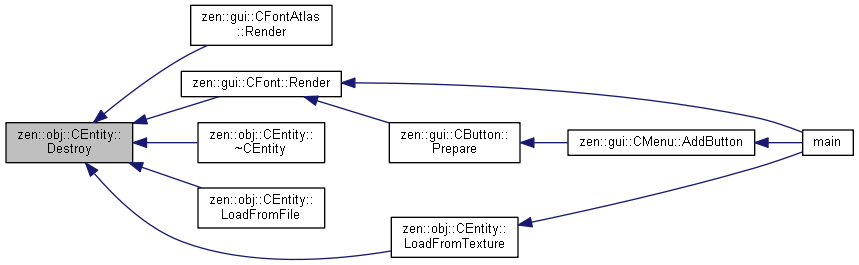 zen::gui::CFontAtlas
::Render
zen::gui::CFont::Render
zen::obj::CEntity::
Destroy
zen::obj::CEntity::
~CEntity
zen::gui::CButton::
Prepare
zen::gui::CMenu::AddButton
main
zen::obj::CEntity::
LoadFromFile
zen::obj::CEntity::
LoadFromTexture